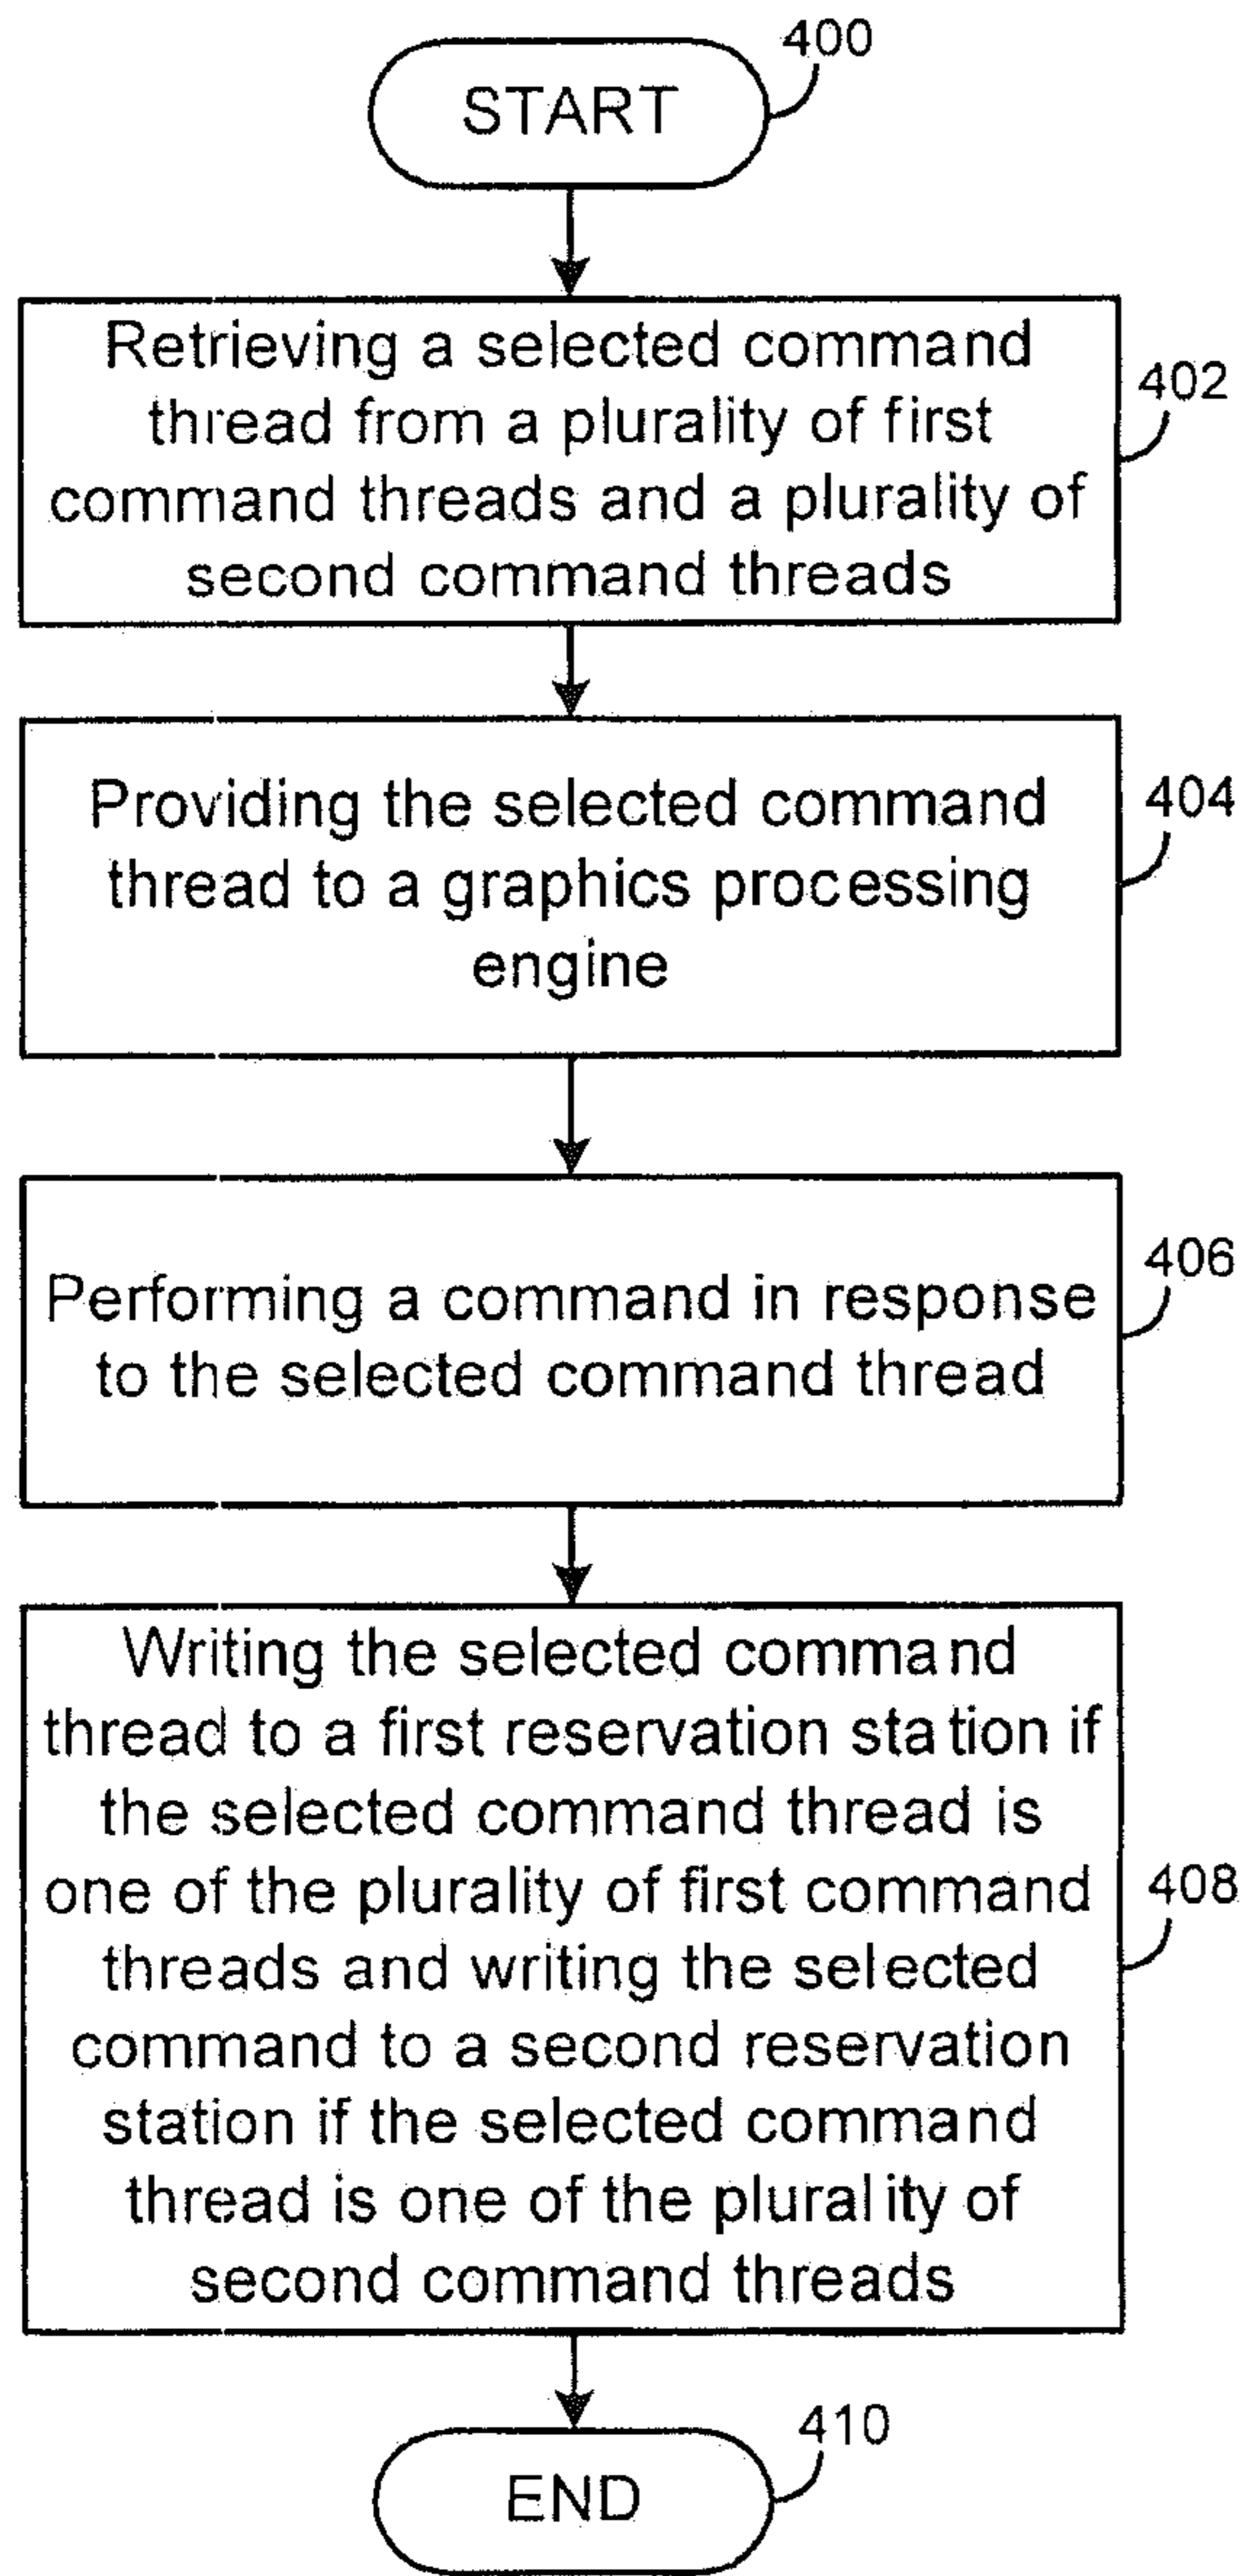 400
START
Retrieving a selected command
thread from a plurality of first
command threads and a plurality of
second command threads
402
Providing the selected command
thread to a graphics processing
engine
404
Performing a command in response
to the selected command thread
406
Writing the selected command
thread to a first reservation station if
the selected command thread is
one of the plurality of first command
threads and writing the selected
command to a second reservation
station if the selected command
thread is one of the plurality of
second command threads
408
410
END